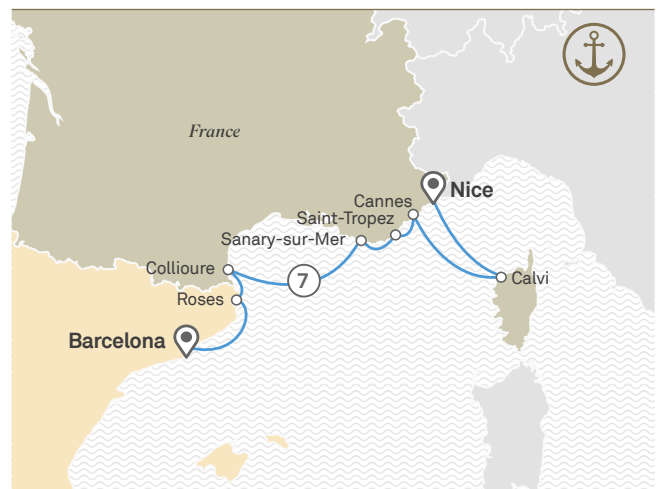 France
Nice
Cannes
Saint-Tropez
Sanary-sur-Mer
Collioure
7
Calvi
Roses
Barcelona